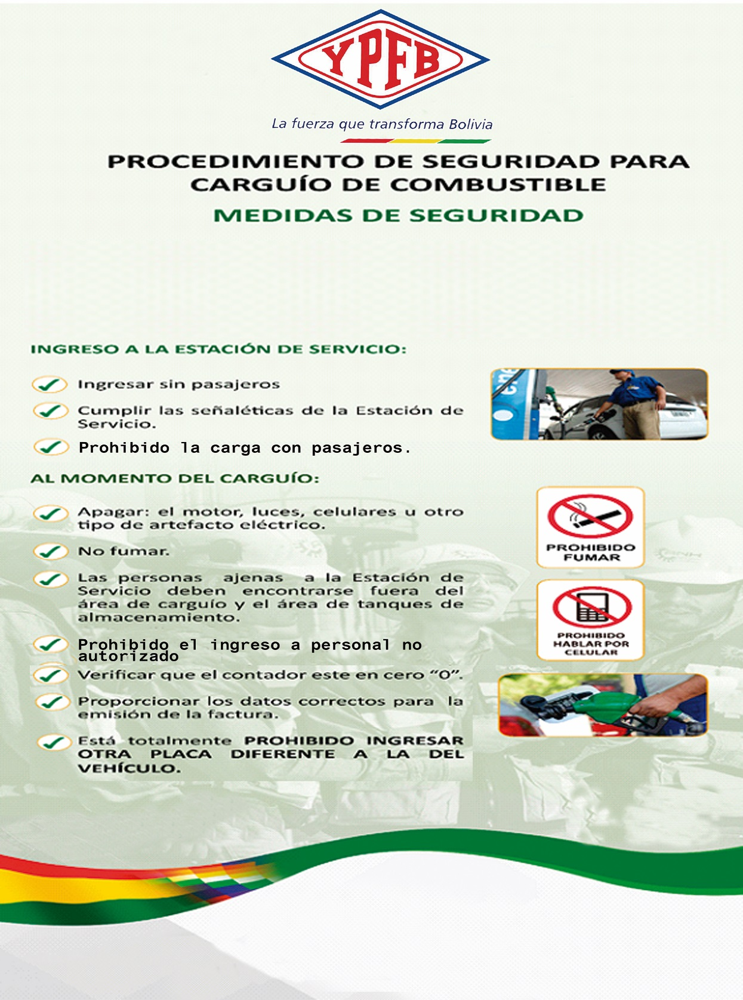 YPFB
La fuerza que transforma Bolivia
PROCEDIMIENTO DE SEGURIDAD PARA
CARGUÍO DE COMBUSTIBLE
MEDIDAS DE SEGURIDAD
INGRESO A LA ESTACIÓN DE SERVICIO:
Ingresar sin pasajeros
Cumplir las señaléticas de la Estación de
Servicio.
Prohibido la carga con pasajeros.
ene
AL MOMENTO DEL CARGUÍO:
Apagar: el motor, luces, celulares u otro
tipo de artefacto eléctrico.
No fumar.
Las personas ajenas a la Estación de
Servicio deben encontrarse fuera del
área de carguío y el área de tanques de
almacenamiento.
Prohibido el ingreso a personal no
autorizado
Verificar que el contador este en cero “0”.
Proporcionar los datos correctos para la
emisión de la factura.
Está totalmente PROHIBIDO INGRESAR
OTRA PLACA DIFERENTE A LA DEL
VEHÍCULO.
PROHIBIDO
FUMAR
PROHIBIDO
HABLAR POR
CELULAR